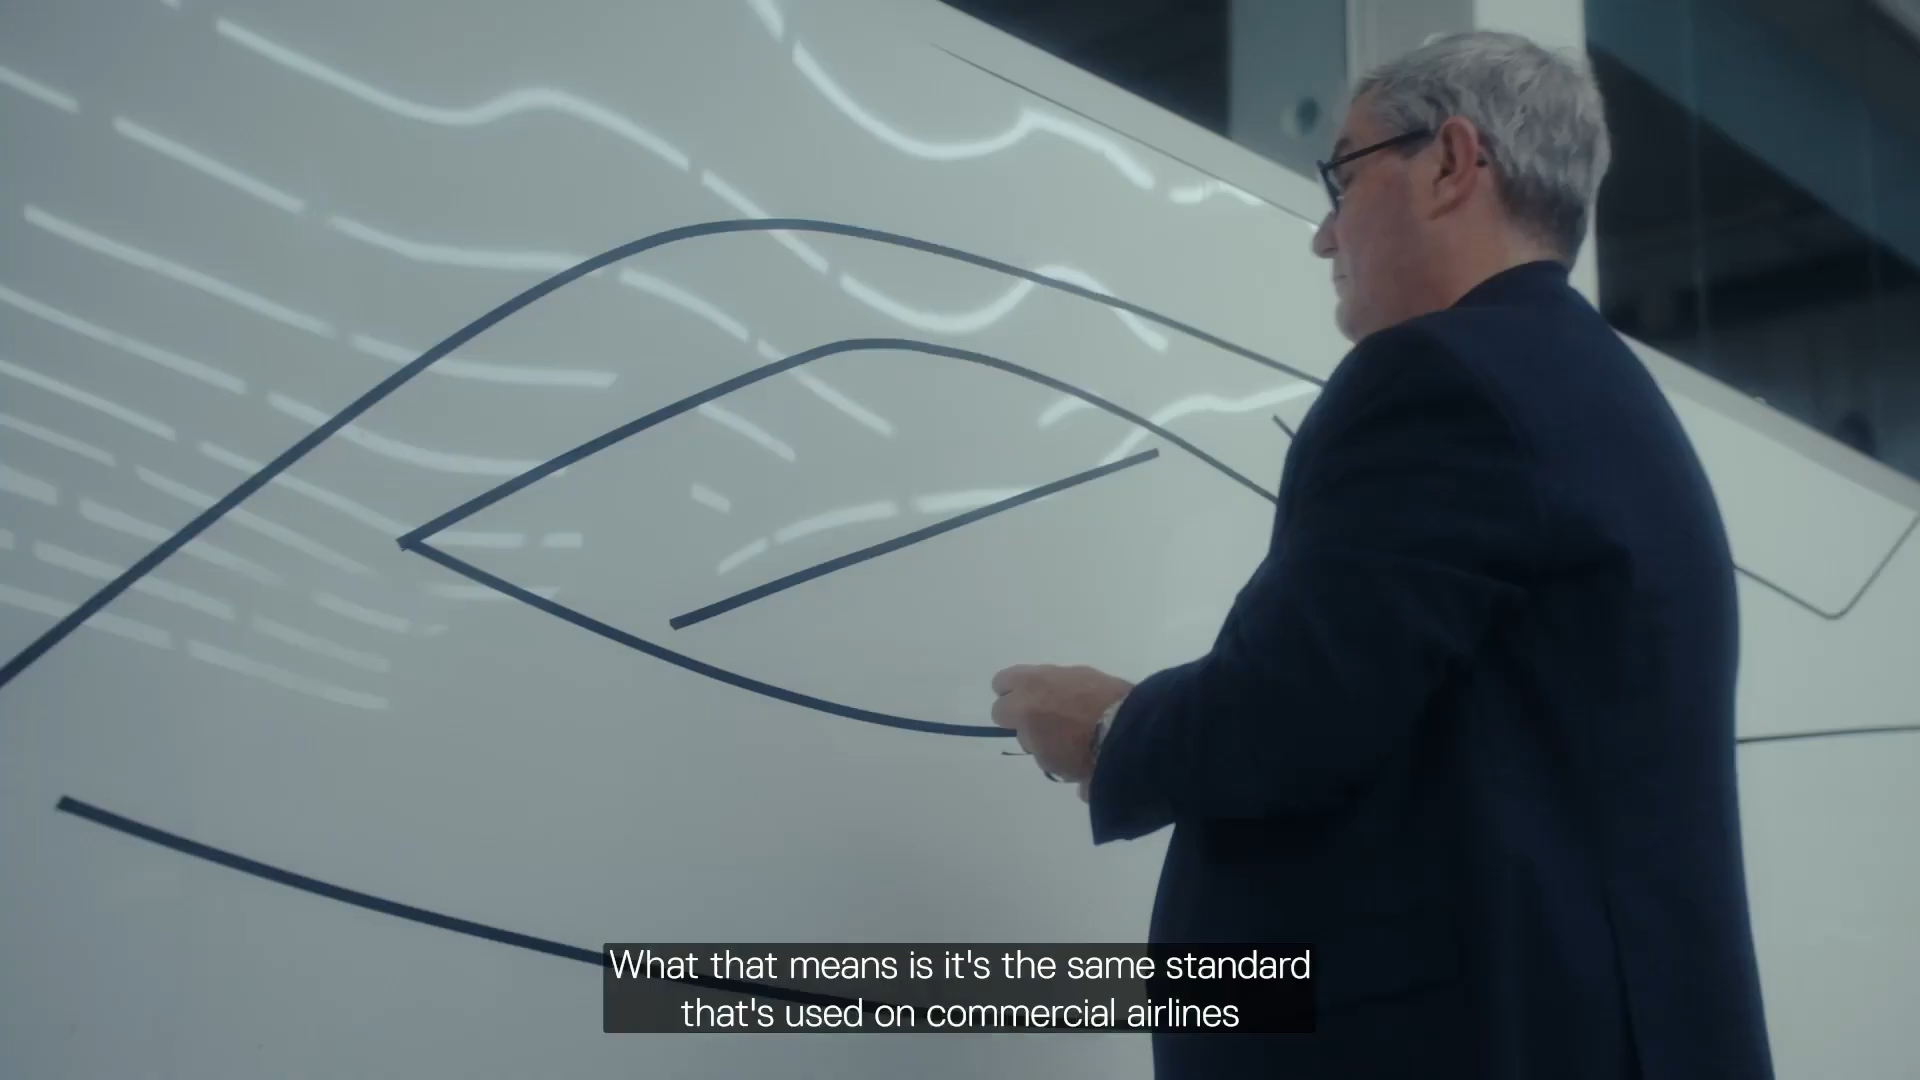 What that means is it's the same standard
that's used on commercial airlines